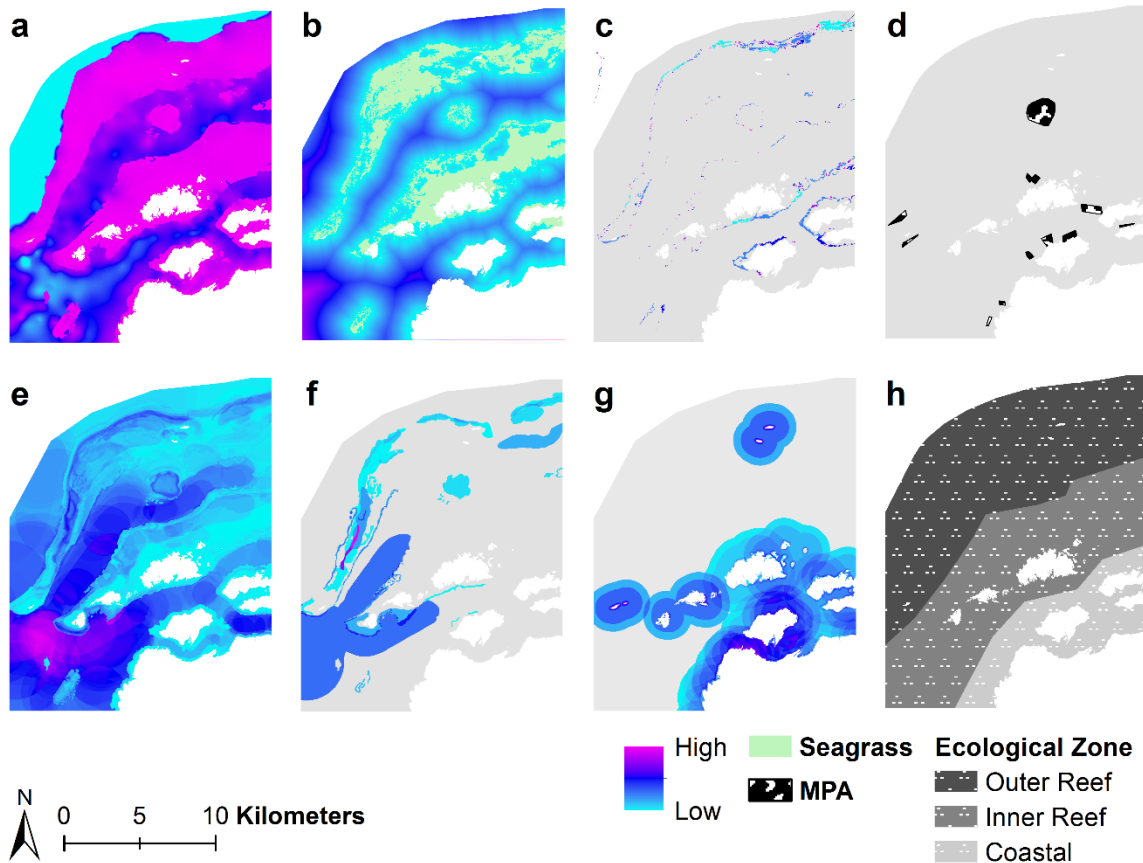 a
b
c
d
e
f
g
h
High
Low
Seagrass
MPA
Ecological Zone
Outer Reef
Inner Reef
Coastal
N
0 5 10 Kilometers